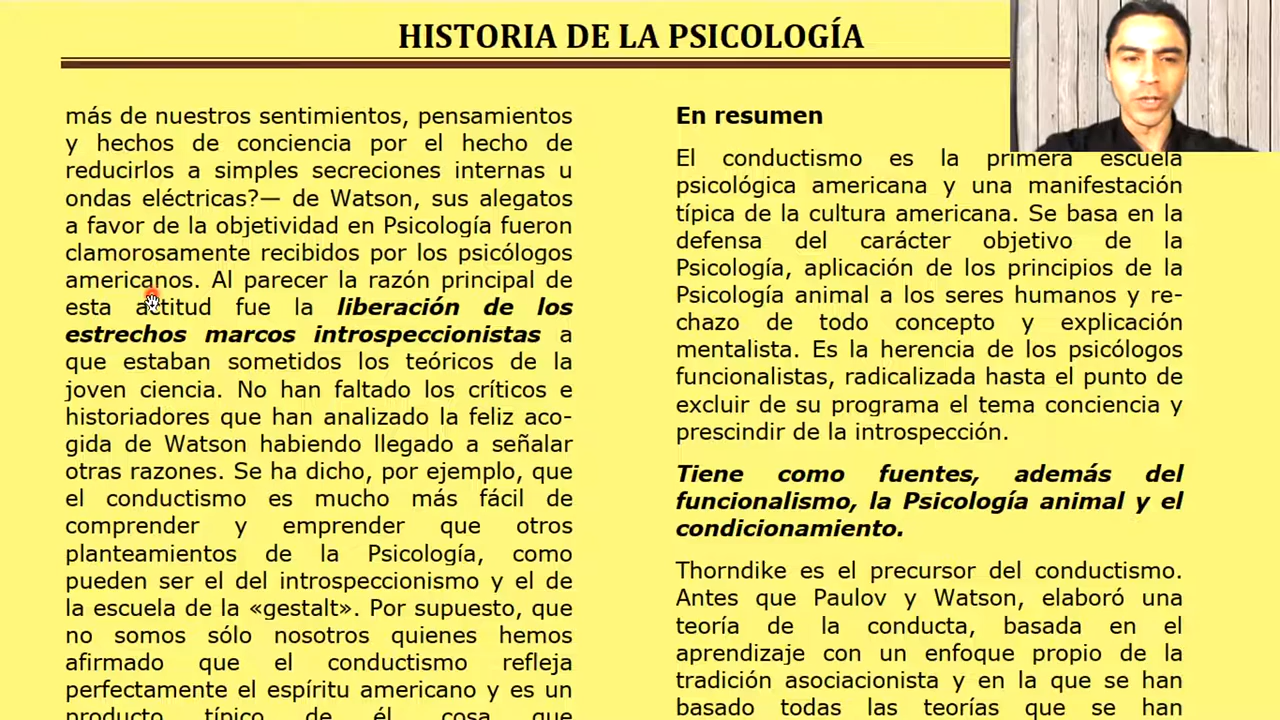 HISTORIA DE LA PSICOLOGÍA
más de nuestros sentimientos, pensamientos
y hechos de conciencia por el hecho de
reducirlos a simples secreciones internas u
ondas eléctricas?— de Watson, sus alegatos
a favor de la objetividad en Psicología fueron
clamorosamente recibidos por los psicólogos
americanos. Al parecer la razón principal de
esta actitud fue la liberación de los
estrechos marcos introspeccionistas a
que estaban sometidos los teóricos de la
joven ciencia. No han faltado los críticos e
historiadores que han analizado la feliz aco-
gida de Watson habiendo llegado a señalar
otras razones. Se ha dicho, por ejemplo, que
el conductismo es mucho más fácil de
comprender y emprender que otros
planteamientos de la Psicología, como
pueden ser el del introspeccionismo y el de
la escuela de la «gestalt». Por supuesto, que
no somos sólo nosotros quienes hemos
afirmado que el conductismo refleja
perfectamente el espíritu americano y es un
producto típico de él, cosa que
En resumen
El conductismo es la primera escuela
psicológica americana y una manifestación
típica de la cultura americana. Se basa en la
defensa del carácter objetivo de la
Psicología, aplicación de los principios de la
Psicología animal a los seres humanos y re-
chazo de todo concepto y explicación
mentalista. Es la herencia de los psicólogos
funcionalistas, radicalizada hasta el punto de
excluir de su programa el tema conciencia y
prescindir de la introspección.
Tiene como fuentes, además del
funcionalismo, la Psicología animal y el
condicionamiento.
Thorndike es el precursor del conductismo.
Antes que Paulov y Watson, elaboró una
teoría de la conducta, basada en el
aprendizaje con un enfoque propio de la
tradición asociacionista y en la que se han
basado todas las teorías que se han